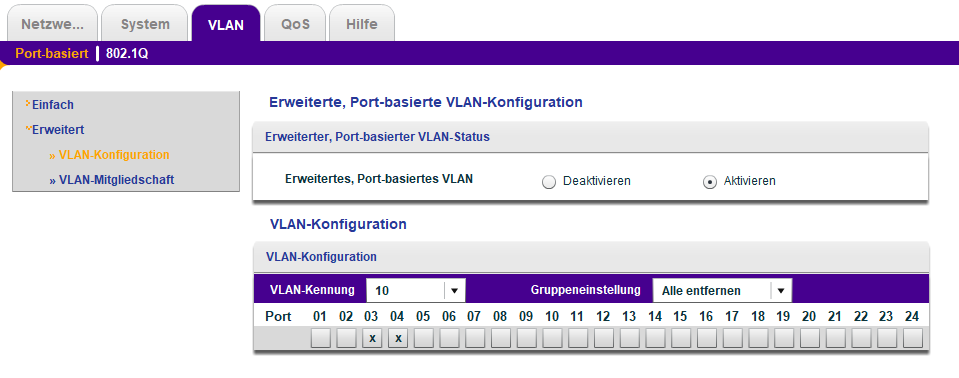 Netzwe... System VLAN QoS Hilfe
Port-basiert 802.1Q
Einfach
Erweitert
» VLAN-Konfiguration
» VLAN-Mitgliedschaft
Erweiterte, Port-basierte VLAN-Konfiguration
Erweiterter, Port-basierter VLAN-Status
Erweitertes, Port-basiertes VLAN Deaktivieren Aktivieren
VLAN-Konfiguration
VLAN-Konfiguration
VLAN-Kennung 10 Gruppeneinstellung Alle entfernen
Port 01 02 03 04 05 06 07 08 09 10 11 12 13 14 15 16 17 18 19 20 21 22 23 24
x x